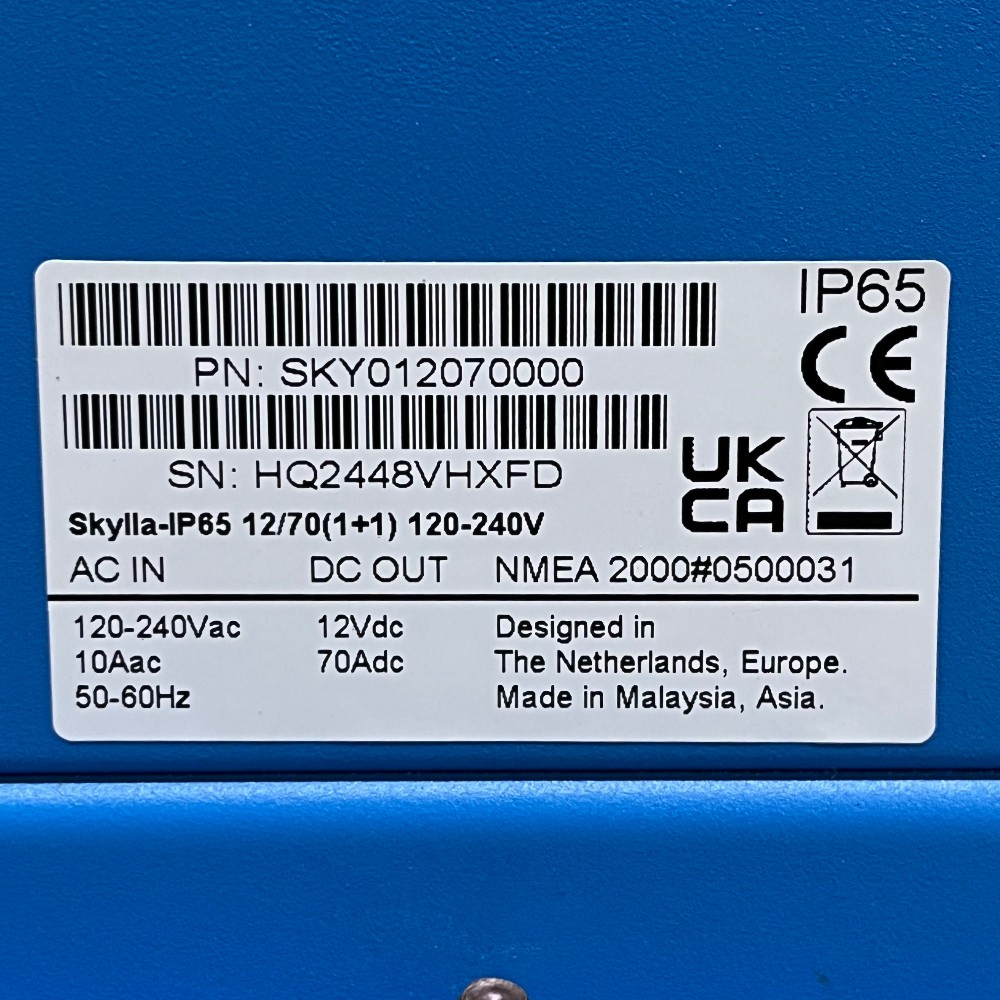 IP65
PN: SKY012070000
CE
SN: HQ2448VHXFD
UK
CA
Skylla-IP65 12/70(1+1) 120-240V
AC IN DC OUT NMEA 2000#0500031
120-240Vac 12Vdc Designed in
10Aac 70Adc The Netherlands, Europe.
50-60Hz Made in Malaysia, Asia.